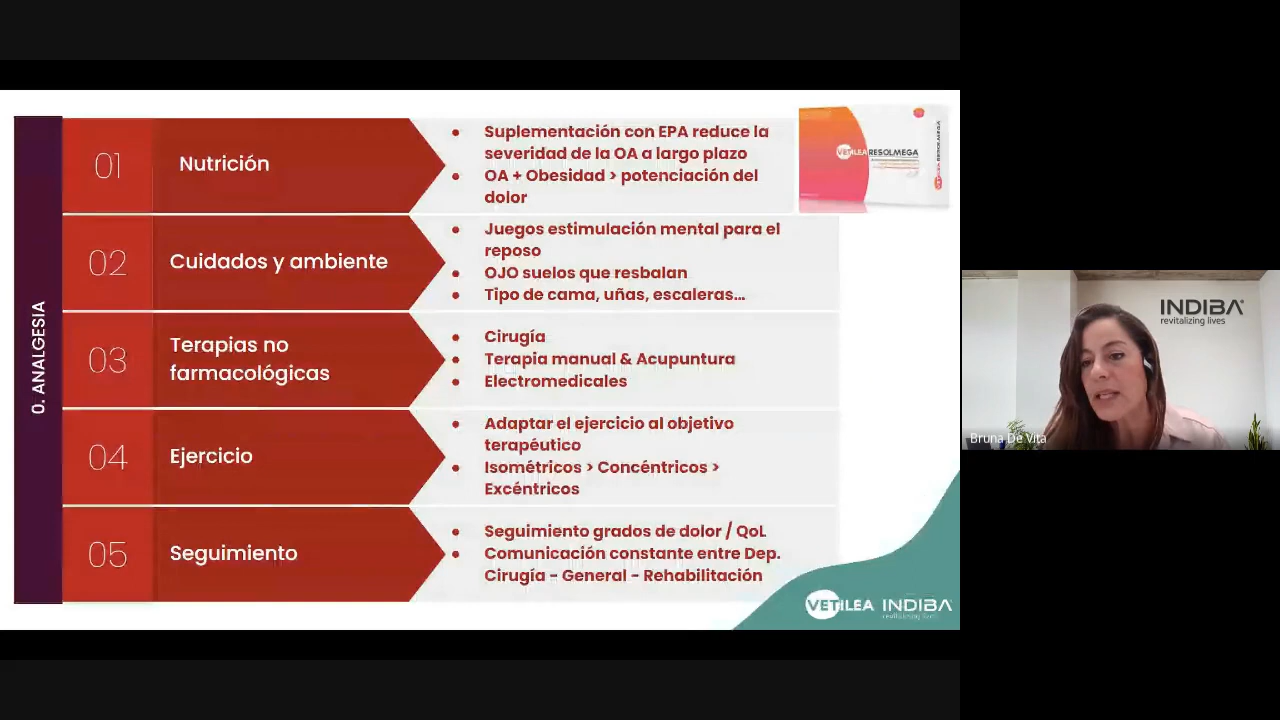 0. ANALGESIA
01
Nutrición
Suplementación con EPA reduce la
severidad de la OA a largo plazo
OA + Obesidad > potenciación del
dolor
VETILEA RESOLMEGA
02
Cuidados y ambiente
Juegos estimulación mental para el
reposo
OJO suelos que resbalan
Tipo de cama, uñas, escaleras...
03
Terapias no
farmacológicas
Cirugía
Terapia manual & Acupuntura
Electromedicales
04
Ejercicio
Adaptar el ejercicio al objetivo
terapéutico
Isométricos > Concéntricos >
Excéntricos
05
Seguimiento
Seguimiento grados de dolor / QoL
Comunicación constante entre Dep.
Cirugía - General - Rehabilitación
VETILEA INDIBA
revitalizing lives
INDIBA
revitalizing lives
Bruna De Vita